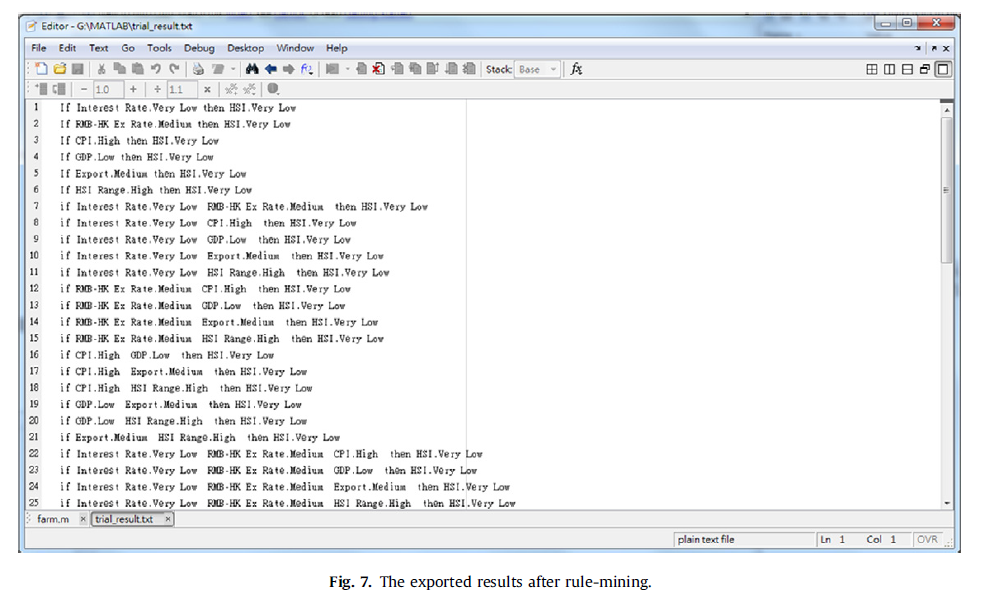 Editor - G:\MATLAB\trial_result.txt
File Edit Text Go Tools Debug Desktop Window Help
Stack: Base fx
− 1.0 + ÷ 1.1 ×
1 If Interest Rate.Very Low then HSI.Very Low
2 If RMB-HK Ex Rate.Medium then HSI.Very Low
3 If CPI.High then HSI.Very Low
4 If GDP.Low then HSI.Very Low
5 If Export.Medium then HSI.Very Low
6 If HSI Range.High then HSI.Very Low
7 if Interest Rate.Very Low RMB-HK Ex Rate.Medium then HSI.Very Low
8 if Interest Rate.Very Low CPI.High then HSI.Very Low
9 if Interest Rate.Very Low GDP.Low then HSI.Very Low
10 if Interest Rate.Very Low Export.Medium then HSI.Very Low
11 if Interest Rate.Very Low HSI Range.High then HSI.Very Low
12 if RMB-HK Ex Rate.Medium CPI.High then HSI.Very Low
13 if RMB-HK Ex Rate.Medium GDP.Low then HSI.Very Low
14 if RMB-HK Ex Rate.Medium Export.Medium then HSI.Very Low
15 if RMB-HK Ex Rate.Medium HSI Range.High then HSI.Very Low
16 if CPI.High GDP.Low then HSI.Very Low
17 if CPI.High Export.Medium then HSI.Very Low
18 if CPI.High HSI Range.High then HSI.Very Low
19 if GDP.Low Export.Medium then HSI.Very Low
20 if GDP.Low HSI Range.High then HSI.Very Low
21 if Export.Medium HSI Range.High then HSI.Very Low
22 if Interest Rate.Very Low RMB-HK Ex Rate.Medium CPI.High then HSI.Very Low
23 if Interest Rate.Very Low RMB-HK Ex Rate.Medium GDP.Low then HSI.Very Low
24 if Interest Rate.Very Low RMB-HK Ex Rate.Medium Export.Medium then HSI.Very Low
25 if Interest Rate.Very Low RMB-HK Ex Rate.Medium HSI Range.High then HSI.Very Low
farm.m × trial_result.txt ×
plain text file Ln 1 Col 1 OVR
Fig. 7. The exported results after rule-mining.